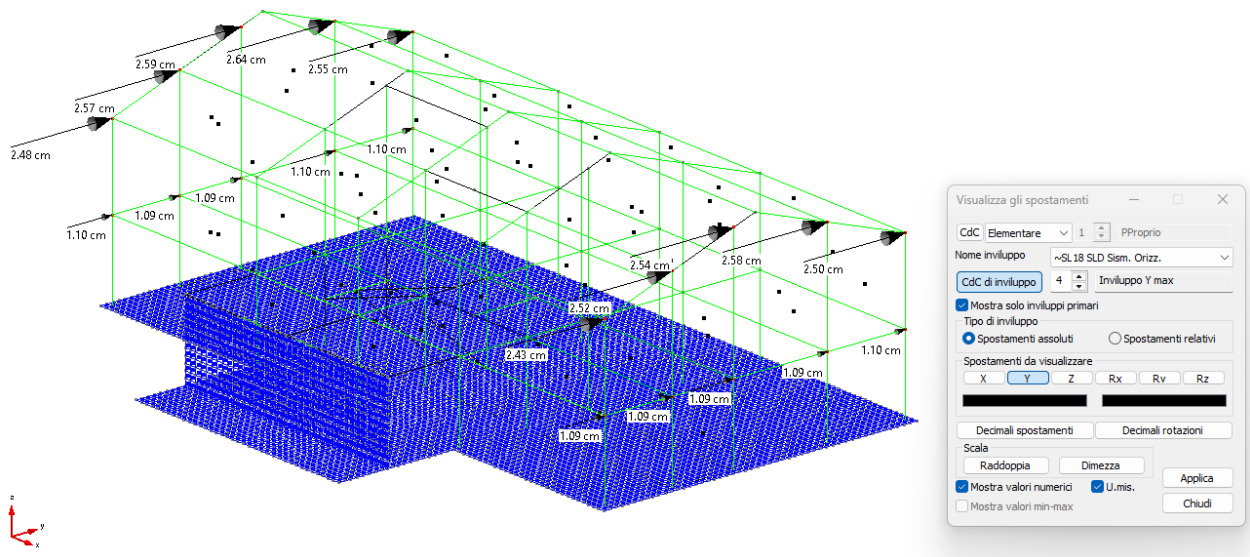 2.59 cm
2.64 cm
2.55 cm
2.57 cm
2.48 cm
1.10 cm
1.10 cm
1.09 cm
1.09 cm
1.10 cm
2.54 cm
2.58 cm
2.50 cm
2.52 cm
2.43 cm
1.10 cm
1.09 cm
1.09 cm
1.09 cm
1.09 cm
z
y
x
Visualizza gli spostamenti
CdC Elementare 1 PProprio
Nome inviluppo ~SL18 SLD Sism. Orizz.
CdC di inviluppo 4 Inviluppo Y max
Mostra solo inviluppi primari
Tipo di inviluppo
Spostamenti assoluti Spostamenti relativi
Spostamenti da visualizzare
X Y Z Rx Ry Rz
Decimali spostamenti Decimali rotazioni
Scala
Raddoppia Dimezza
Mostra valori numerici U.mis. Applica
Mostra valori min-max Chiudi